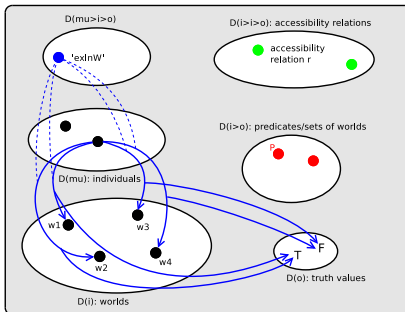 D(mu>i>o)
D(i>i>o): accessibility relations
'exInW'
accessibility
relation r
D(i>o): predicates/sets of worlds
P
D(mu): individuals
w1
w2
w3
w4
T
F
D(i): worlds
D(o): truth values